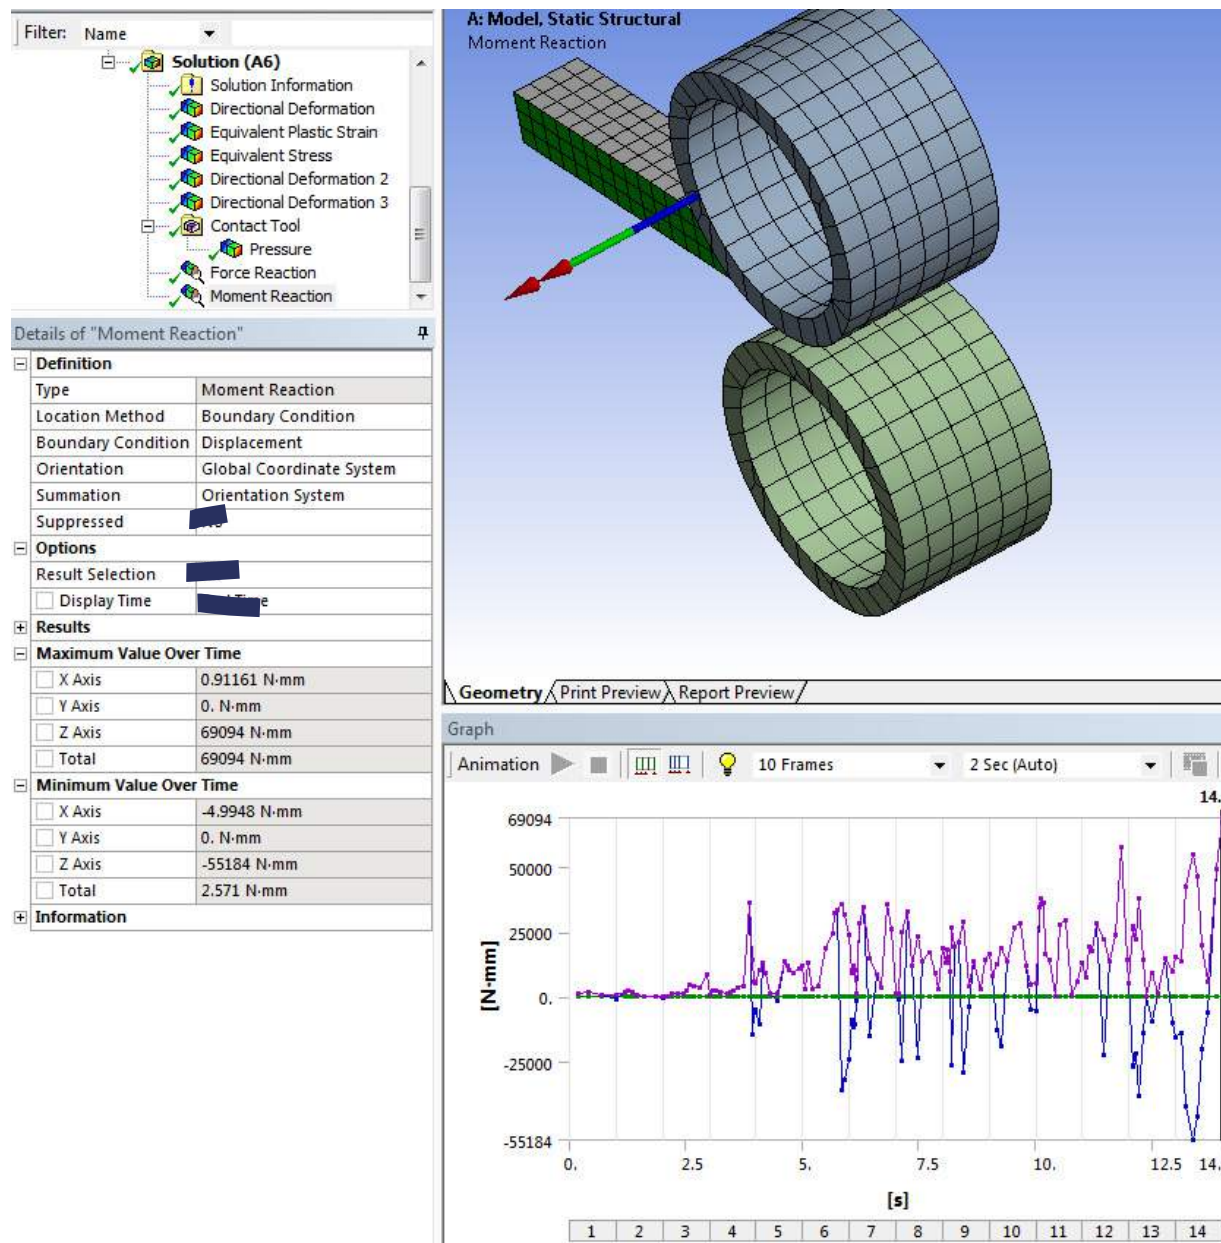 Filter: Name
Solution (A6)
Solution Information
Directional Deformation
Equivalent Plastic Strain
Equivalent Stress
Directional Deformation 2
Directional Deformation 3
Contact Tool
Pressure
Force Reaction
Moment Reaction
Details of "Moment Reaction"
Definition
Type Moment Reaction
Location Method Boundary Condition
Boundary Condition Displacement
Orientation Global Coordinate System
Summation Orientation System
Suppressed
Options
Result Selection
Display Time
Results
Maximum Value Over Time
X Axis 0.91161 N·mm
Y Axis 0. N·mm
Z Axis 69094 N·mm
Total 69094 N·mm
Minimum Value Over Time
X Axis -4.9948 N·mm
Y Axis 0. N·mm
Z Axis -55184 N·mm
Total 2.571 N·mm
Information
A: Model, Static Structural
Moment Reaction
Geometry Print Preview Report Preview
Graph
Animation 10 Frames 2 Sec (Auto)
14.
69094
50000
25000
0.
-25000
-55184
[N·mm]
0. 2.5 5. 7.5 10. 12.5 14.
[s]
1 2 3 4 5 6 7 8 9 10 11 12 13 14